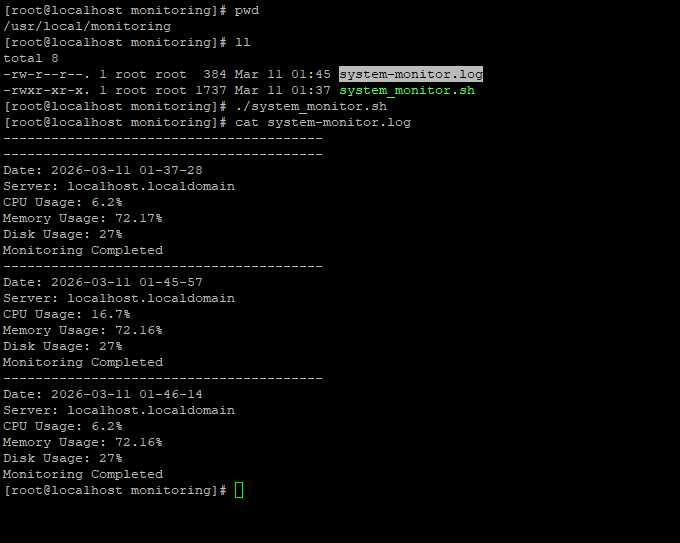 [root@localhost monitoring]# pwd
/usr/local/monitoring
[root@localhost monitoring]# ll
total 8
-rw-r--r--. 1 root root  384 Mar 11 01:45 system-monitor.log
-rwxr-xr-x. 1 root root 1737 Mar 11 01:37 system_monitor.sh
[root@localhost monitoring]# ./system_monitor.sh
[root@localhost monitoring]# cat system-monitor.log
----------------------------------------
----------------------------------------
Date: 2026-03-11 01-37-28
Server: localhost.localdomain
CPU Usage: 6.2%
Memory Usage: 72.17%
Disk Usage: 27%
Monitoring Completed
----------------------------------------
Date: 2026-03-11 01-45-57
Server: localhost.localdomain
CPU Usage: 16.7%
Memory Usage: 72.16%
Disk Usage: 27%
Monitoring Completed
----------------------------------------
Date: 2026-03-11 01-46-14
Server: localhost.localdomain
CPU Usage: 6.2%
Memory Usage: 72.16%
Disk Usage: 27%
Monitoring Completed
[root@localhost monitoring]#